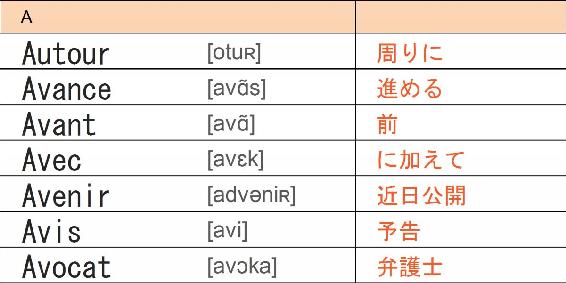 A
Autour [otuʀ] 周りに
Avance [avɑ̃s] 進める
Avant [avɑ̃] 前
Avec [avɛk] に加えて
Avenir [advəniʀ] 近日公開
Avis [avi] 予告
Avocat [avɔka] 弁護士